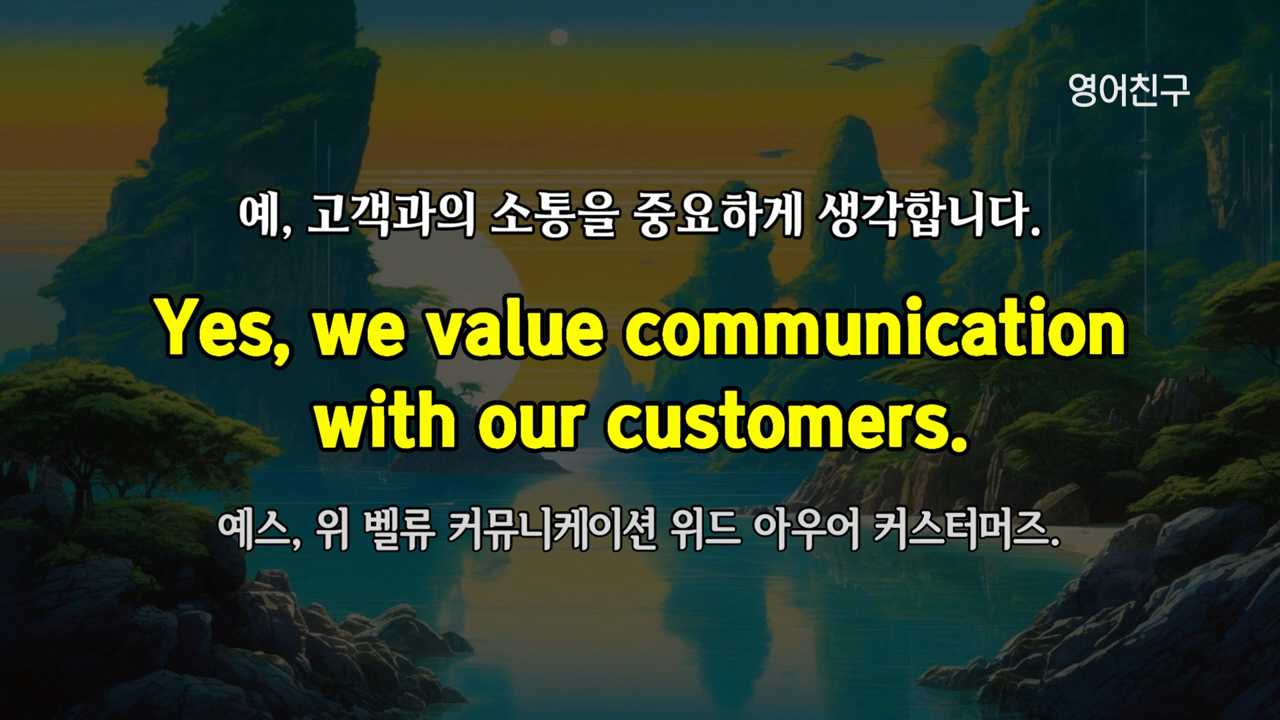 영어친구
예, 고객과의 소통을 중요하게 생각합니다.
Yes, we value communication
with our customers.
예스, 위 벨류 커뮤니케이션 위드 아우어 커스터머즈.